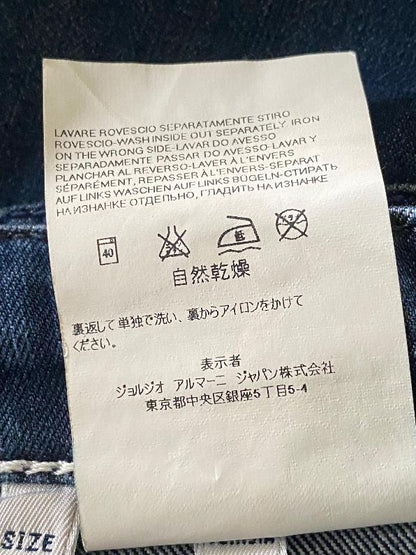 LAVARE ROVESCIO SEPARATAMENTE STIRO
ROVESCIO-WASH INSIDE OUT SEPARATELY IRON
ON THE WRONG SIDE-LAVAR DO AVESSO
SEPARADAMENTE PASSAR DO AVESSO-LAVAR Y
PLANCHAR AL REVERSO-LAVER À L'ENVERS
SÉPARÉMENT, REPASSER À L'ENVERS-SEPARAT
AUF LINKS WASCHEN AUF LINKS BÜGELN-СТИРАТЬ
НА ИЗНАНКЕ ОТДЕЛЬНО, ГЛАДИТЬ НА ИЗНАНКЕ
40
低
自然乾燥
裏返して単独で洗い、裏からアイロンをかけて
ください。
表示者
ジョルジオ アルマーニ ジャパン株式会社
東京都中央区銀座5丁目5-4
SIZE